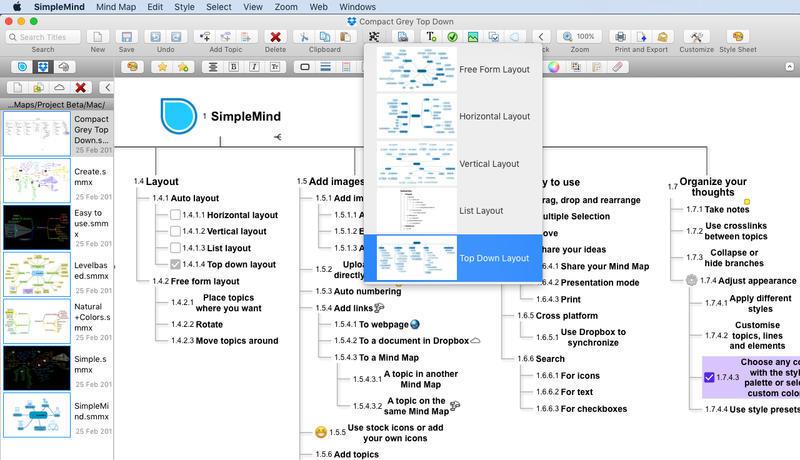 SimpleMind Mind Map Edit Style Select View Zoom Web Windows
Compact Grey Top Down
Search Titles
100%
Search New Save Undo Add Topic Delete Clipboard Zoom Print and Export Customize Style Sheet
B I Tt
...Maps/Project Beta/Mac/
Compact
Grey Top
Down.s...
25 Feb 201
Create.s
mmx
25 Feb 201
Easy to
use.sm
mx
25 Feb 201
Levelbas
ed.smmx
25 Feb 201
Natural
+Colors.s
mmx
25 Feb 201
Simple.s
mmx
25 Feb 201
SimpleMi
nd.smmx
25 Feb 201
1 SimpleMind
Free Form Layout
Horizontal Layout
Vertical Layout
List Layout
Top Down Layout
1.4 Layout
1.4.1 Auto layout
1.4.1.1 Horizontal layout
1.4.1.2 Vertical layout
1.4.1.3 List layout
1.4.1.4 Top down layout
1.4.2 Free form layout
1.4.2.1 Place topics
where you want
1.4.2.2 Rotate
1.4.2.3 Move topics around
1.5 Add images
1.5.1 Add im
1.5.1.1 A
1.5.1.2 E
1.5.2 Uploa
directly
1.5.3 Auto numbering
1.5.4 Add links
1.5.4.1 To webpage
1.5.4.2 To a document in Dropbox
1.5.4.3 To a Mind Map
1.5.4.3.1 A topic in another
Mind Map
1.5.4.3.2 A topic on the
same Mind Map
1.5.5 Use stock icons or add
your own icons
1.5.6 Add topics
y to use
rag, drop and rearrange
ultiple Selection
ove
hare your ideas
1.6.4.1 Share your Mind Map
1.6.4.2 Presentation mode
1.6.4.3 Print
1.6.5 Cross platform
1.6.5.1 Use Dropbox to
synchronize
1.6.6 Search
1.6.6.1 For icons
1.6.6.2 For text
1.6.6.3 For checkboxes
1.7 Organize your
thoughts
1.7.1 Take notes
1.7.2 Use crosslinks
between topics
1.7.3 Collapse or
hide branches
1.7.4 Adjust appearance
1.7.4.1 Apply different
styles
1.7.4.2 Customise
topics, lines
and elements
1.7.4.3 Choose any co
with the styl
palette or selec
custom color
1.7.4.4 Use style presets